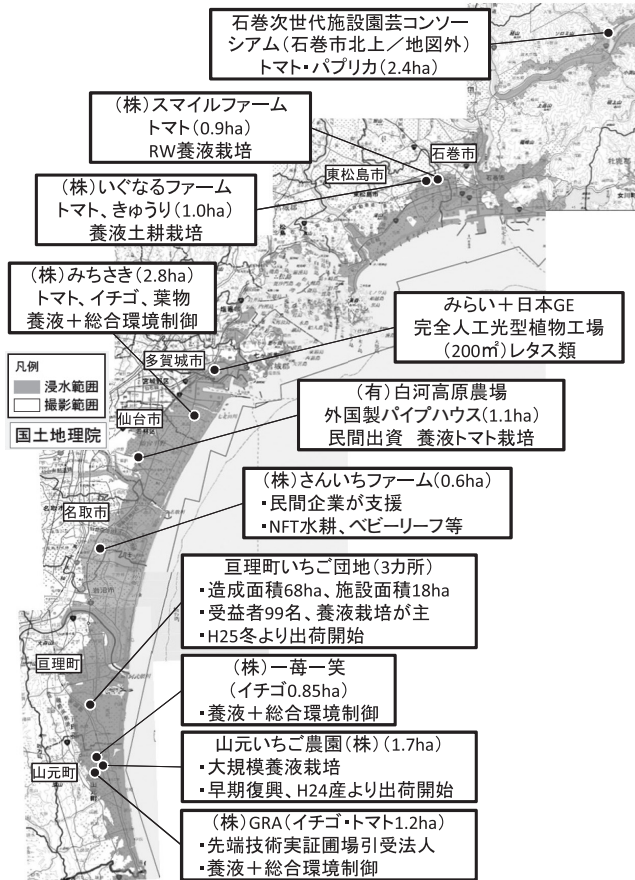 石巻次世代施設園芸コンソー
シアム(石巻市北上／地図外)
トマト・パプリカ(2.4ha)
(株)スマイルファーム
トマト(0.9ha)
RW養液栽培
石巻市
東松島市
(株)いぐなるファーム
トマト、きゅうり(1.0ha)
養液土耕栽培
(株)みちさき(2.8ha)
トマト、イチゴ、葉物
養液＋総合環境制御
みらい＋日本GE
完全人工光型植物工場
(200㎡)レタス類
多賀城市
凡例
浸水範囲
撮影範囲
国土地理院
仙台市
(有)白河高原農場
外国製パイプハウス(1.1ha)
民間出資 養液トマト栽培
(株)さんいちファーム(0.6ha)
・民間企業が支援
・NFT水耕、ベビーリーフ等
名取市
亘理町いちご団地(3カ所)
・造成面積68ha、施設面積18ha
・受益者99名、養液栽培が主
・H25冬より出荷開始
亘理町
(株)一苺一笑
(イチゴ0.85ha)
・養液＋総合環境制御
山元いちご農園(株)(1.7ha)
・大規模養液栽培
・早期復興、H24産より出荷開始
山元町
(株)GRA(イチゴ・トマト1.2ha)
・先端技術実証圃場引受法人
・養液＋総合環境制御